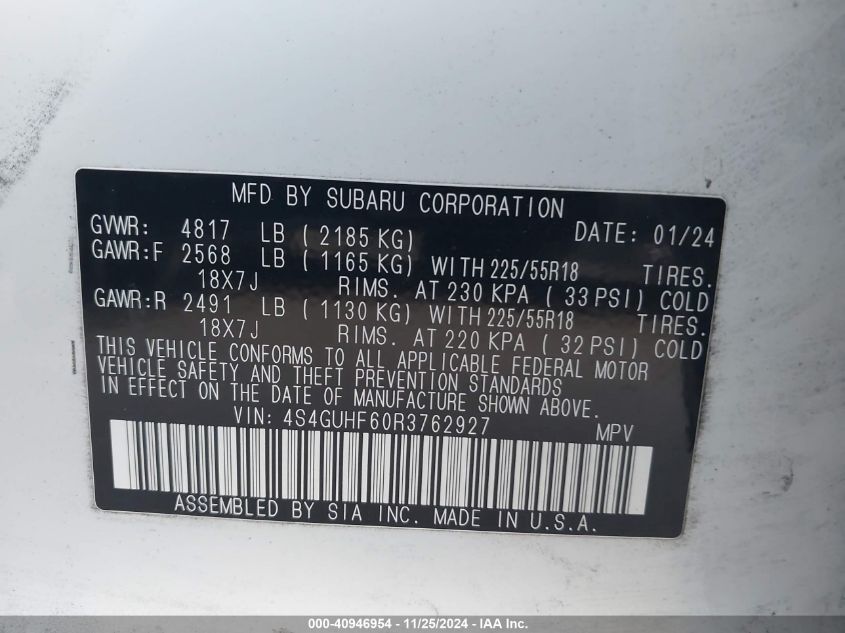 MFD BY SUBARU CORPORATION
GVWR: 4817 LB ( 2185 KG) DATE: 01/24
GAWR:F 2568 LB ( 1165 KG) WITH 225/55R18 TIRES.
18X7J RIMS. AT 230 KPA ( 33 PSI) COLD
GAWR:R 2491 LB ( 1130 KG) WITH 225/55R18 TIRES.
18X7J RIMS. AT 220 KPA ( 32 PSI) COLD
THIS VEHICLE CONFORMS TO ALL APPLICABLE FEDERAL MOTOR
VEHICLE SAFETY AND THEFT PREVENTION STANDARDS
IN EFFECT ON THE DATE OF MANUFACTURE SHOWN ABOVE.
VIN: 4S4GUHF60R3762927 MPV
ASSEMBLED BY SIA INC. MADE IN U.S.A.
000-40946954 - 11/25/2024 - IAA Inc.